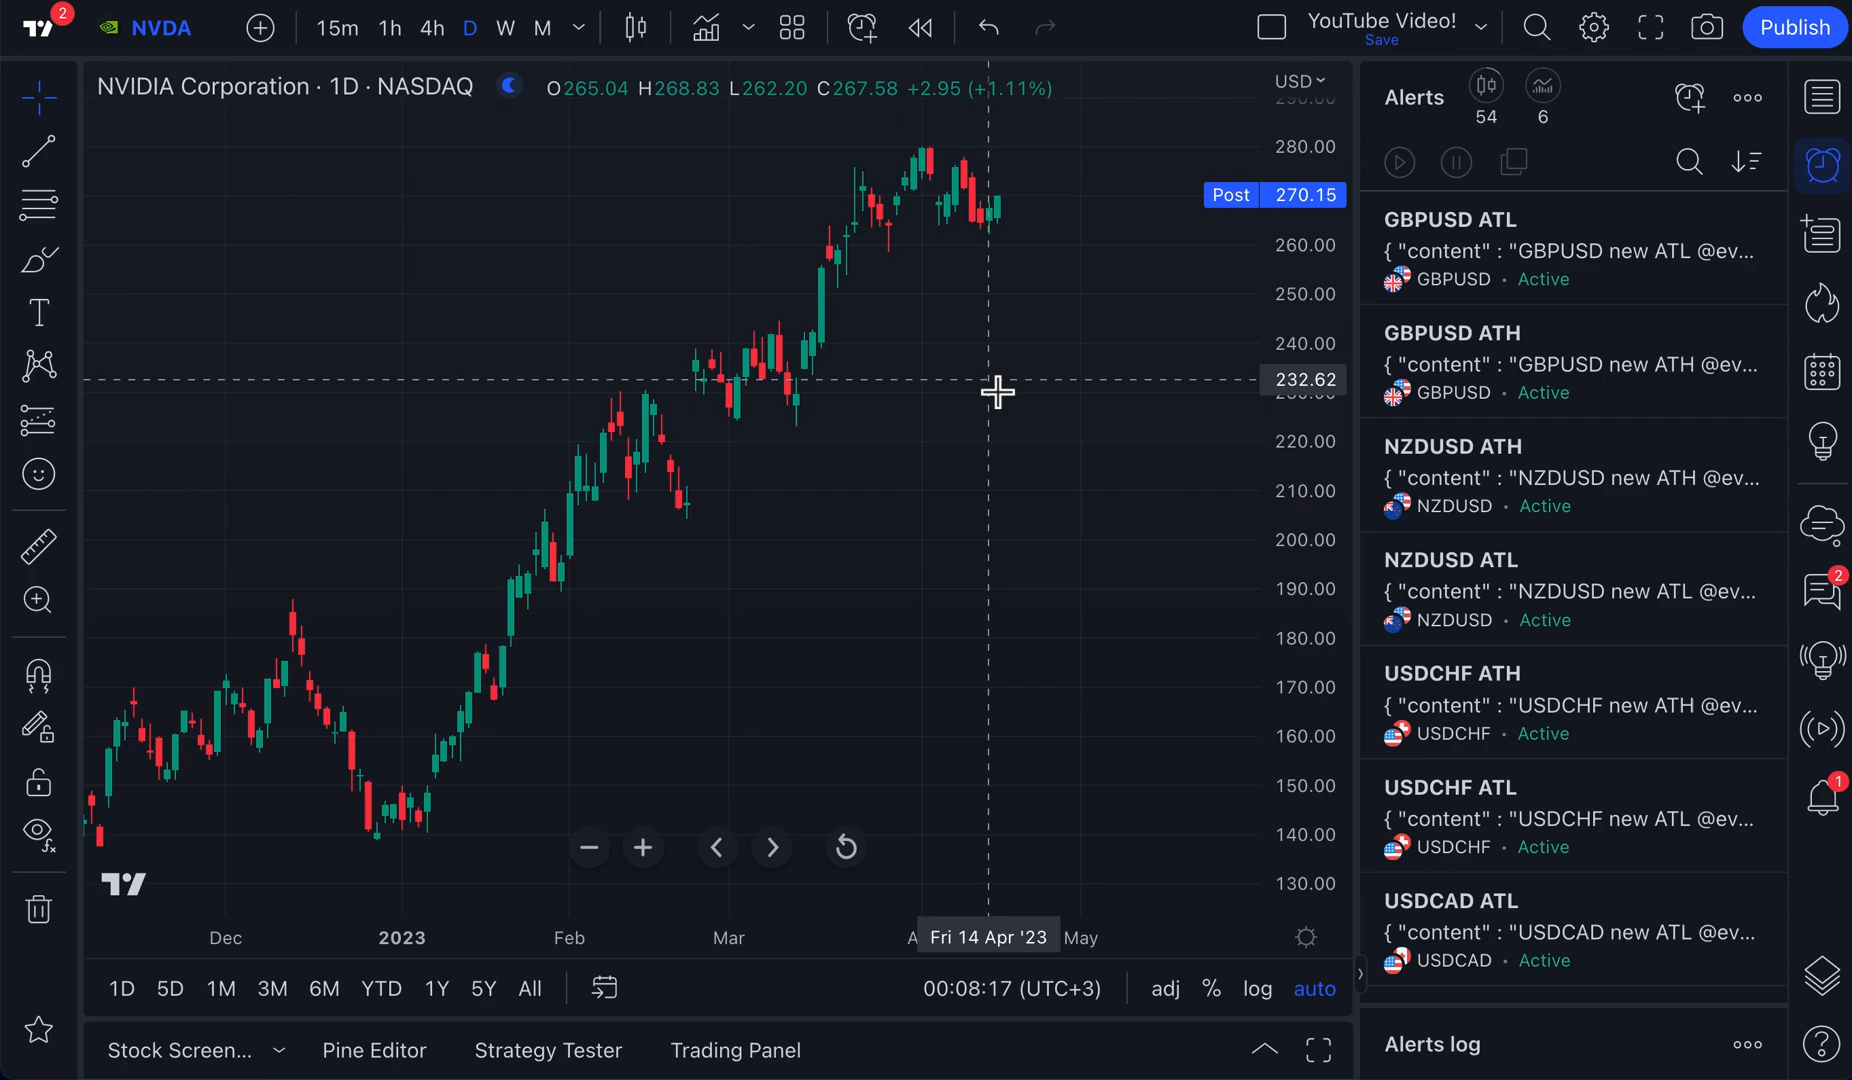 2
NVDA
15m 1h 4h D W M
YouTube Video!
Save
Publish
NVIDIA Corporation · 1D · NASDAQ
O265.04 H268.83 L262.20 C267.58 +2.95 (+1.11%)
USD
290.00
280.00
Post 270.15
260.00
250.00
240.00
232.62
220.00
210.00
200.00
190.00
180.00
170.00
160.00
150.00
140.00
130.00
Dec 2023 Feb Mar A Fri 14 Apr '23 May
1D 5D 1M 3M 6M YTD 1Y 5Y All
00:08:17 (UTC+3) adj % log auto
Stock Screen... Pine Editor Strategy Tester Trading Panel
Alerts
54
6
GBPUSD ATL
{ "content" : "GBPUSD new ATL @ev...
GBPUSD · Active
GBPUSD ATH
{ "content" : "GBPUSD new ATH @ev...
GBPUSD · Active
NZDUSD ATH
{ "content" : "NZDUSD new ATH @ev...
NZDUSD · Active
NZDUSD ATL
{ "content" : "NZDUSD new ATL @ev...
NZDUSD · Active
USDCHF ATH
{ "content" : "USDCHF new ATH @ev...
USDCHF · Active
USDCHF ATL
{ "content" : "USDCHF new ATL @ev...
USDCHF · Active
USDCAD ATL
{ "content" : "USDCAD new ATL @ev...
USDCAD · Active
Alerts log
2
1